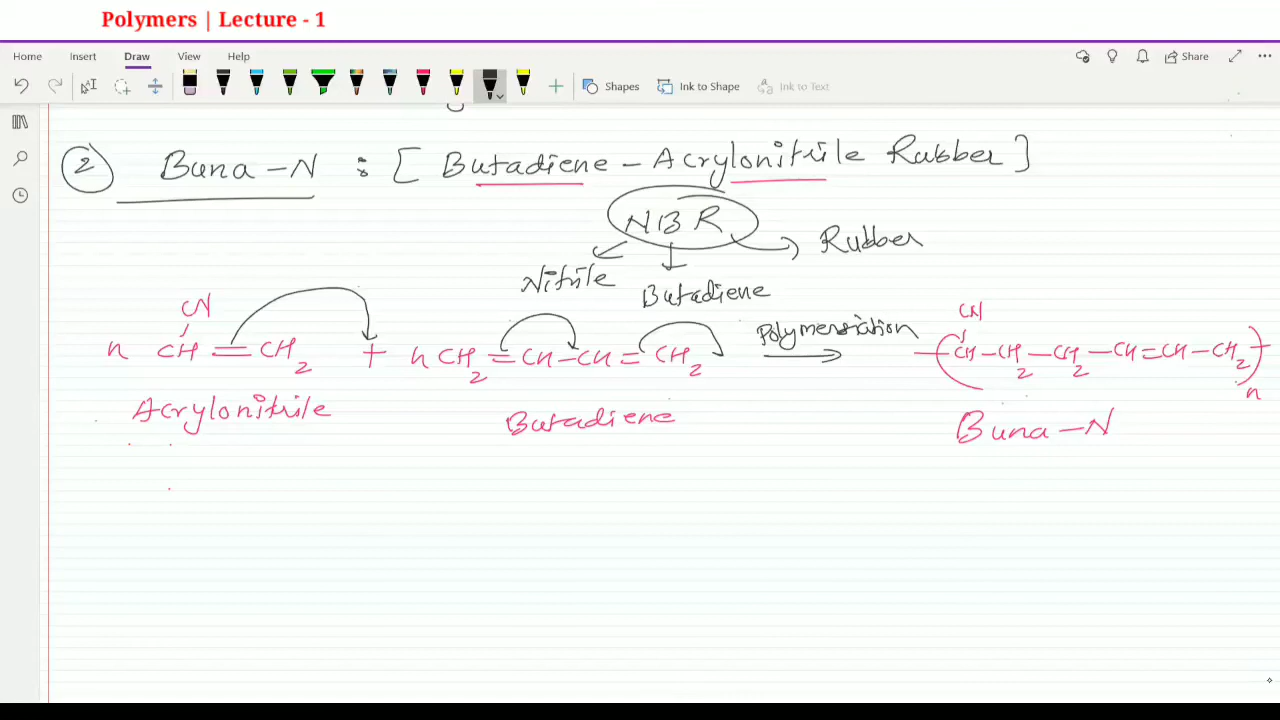 Polymers | Lecture - 1
Home Insert Draw View Help Share
Shapes Ink to Shape Ink to Text
2 Buna-N : [ Butadiene - Acrylonitrile Rubber ]
NBR
Rubber
Nitrile
Butadiene
CN
CN
n CH=CH2 + n CH2=CH-CH=CH2 Polymerisation -(CH-CH2-CH2-CH=CH-CH2)-n
Acrylonitrile Butadiene Buna-N